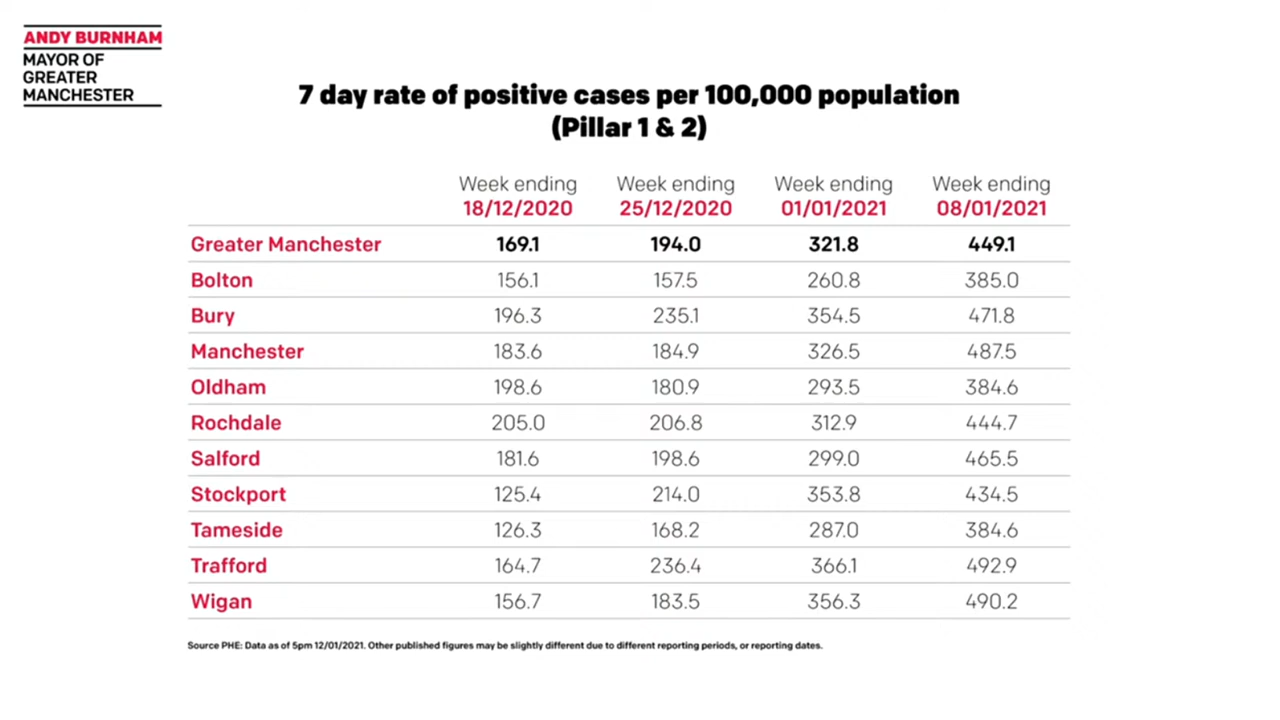 ANDY BURNHAM
MAYOR OF
GREATER
MANCHESTER
7 day rate of positive cases per 100,000 population
(Pillar 1 & 2)
Week ending Week ending Week ending Week ending
18/12/2020 25/12/2020 01/01/2021 08/01/2021
Greater Manchester 169.1 194.0 321.8 449.1
Bolton 156.1 157.5 260.8 385.0
Bury 196.3 235.1 354.5 471.8
Manchester 183.6 184.9 326.5 487.5
Oldham 198.6 180.9 293.5 384.6
Rochdale 205.0 206.8 312.9 444.7
Salford 181.6 198.6 299.0 465.5
Stockport 125.4 214.0 353.8 434.5
Tameside 126.3 168.2 287.0 384.6
Trafford 164.7 236.4 366.1 492.9
Wigan 156.7 183.5 356.3 490.2
Source PHE: Data as of 5pm 12/01/2021. Other published figures may be slightly different due to different reporting periods, or reporting dates.